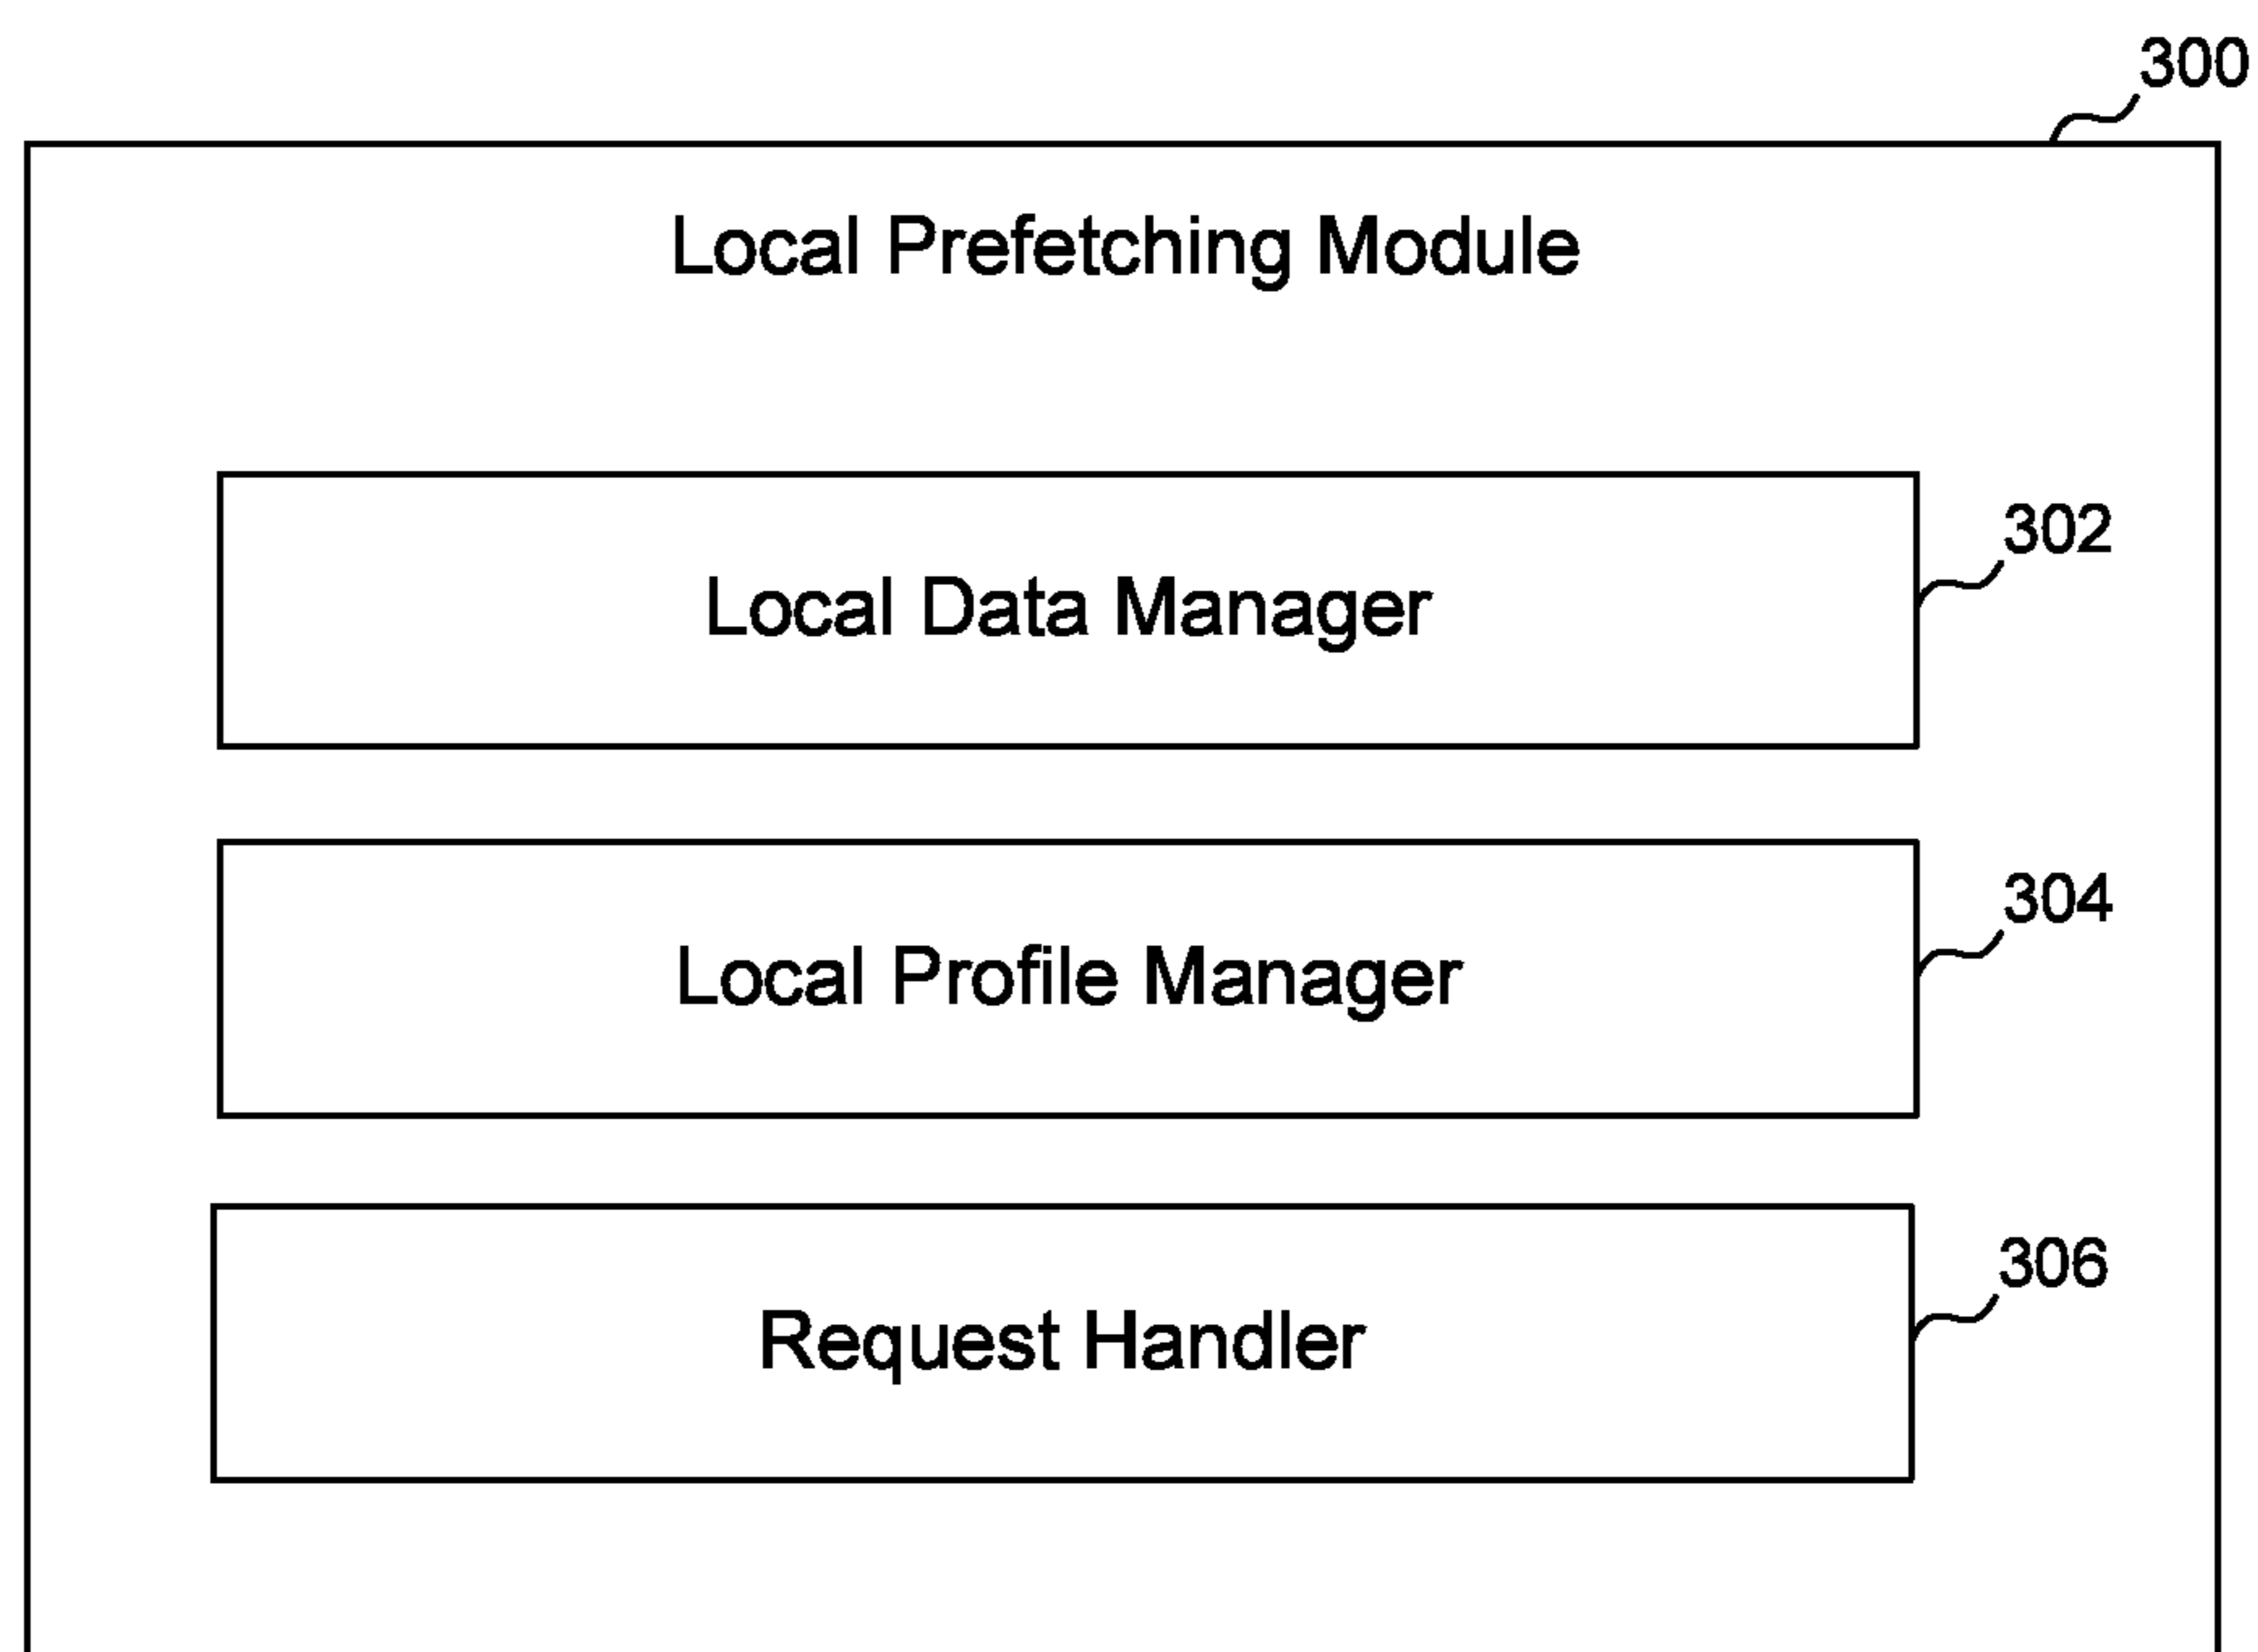 300
Local Prefetching Module
302
Local Data Manager
304
Local Profile Manager
306
Request Handler